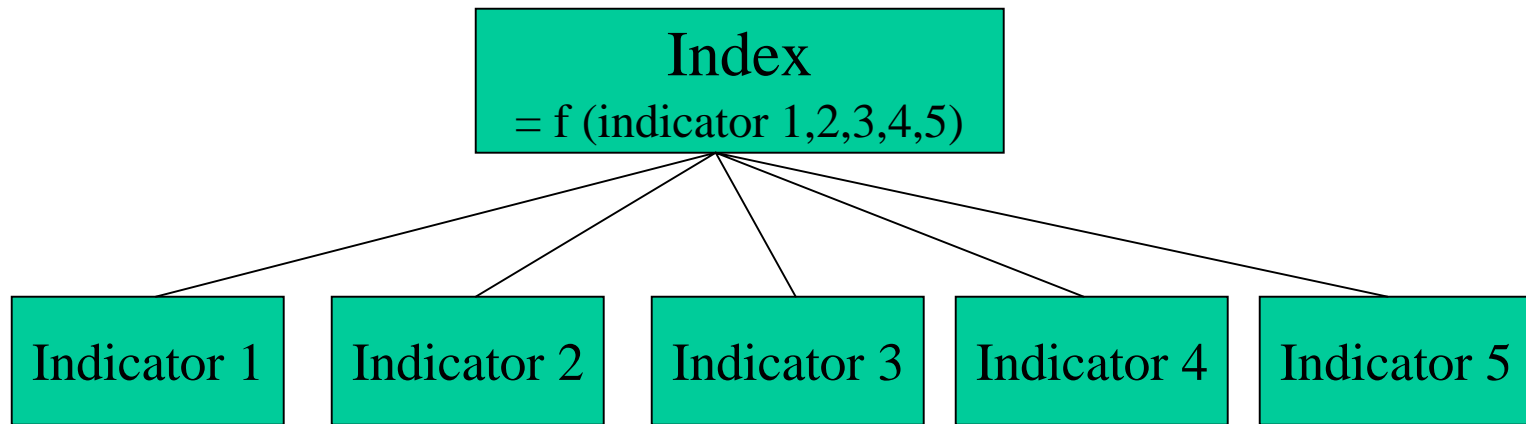 Index
= f (indicator 1,2,3,4,5)
Indicator 1
Indicator 2
Indicator 3
Indicator 4
Indicator 5